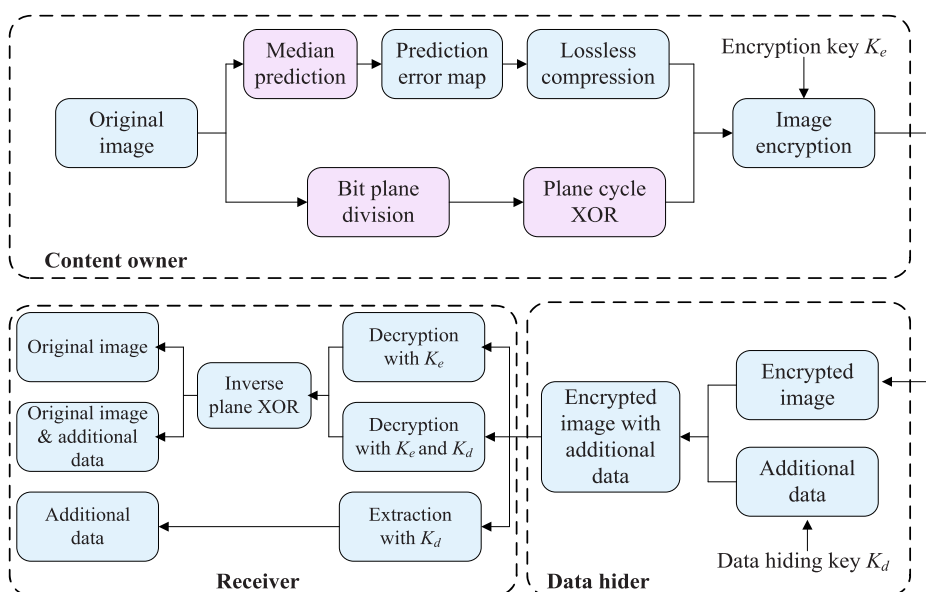 Median
prediction
Prediction
error map
Lossless
compression
Encryption key Kₑ
Original
image
Image
encryption
Bit plane
division
Plane cycle
XOR
Content owner
Original image
Original image
& additional
data
Additional
data
Inverse
plane XOR
Decryption
with Kₑ
Decryption
with Kₑ and K_d
Extraction
with K_d
Receiver
Encrypted
image with
additional
data
Encrypted
image
Additional
data
Data hiding key K_d
Data hider